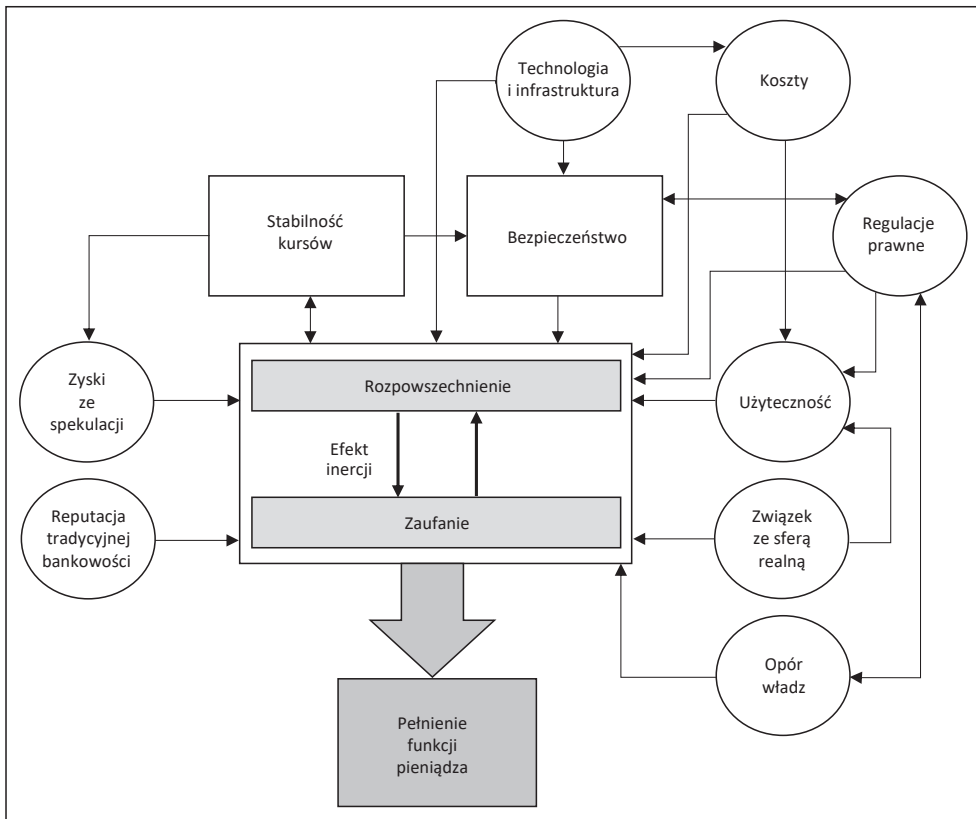 Technologia
i infrastruktura
Koszty
Stabilność
kursów
Bezpieczeństwo
Regulacje
prawne
Zyski
ze
spekulacji
Rozpowszechnienie
Użyteczność
Efekt
inercji
Reputacja
tradycyjnej
bankowości
Zaufanie
Związek
ze sferą
realną
Opór
władz
Pełnienie
funkcji
pieniądza